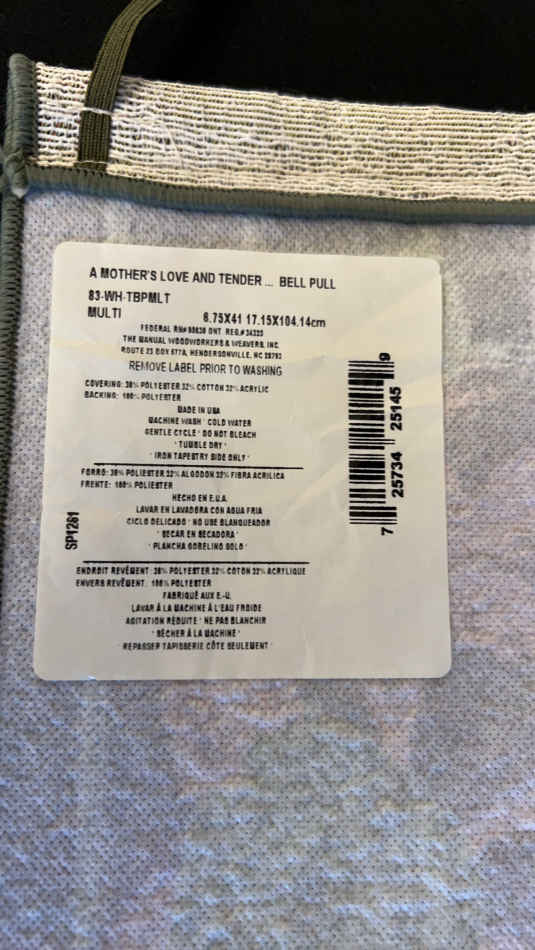 A MOTHER'S LOVE AND TENDER ... BELL PULL
83-WH-TBPMLT
MULTI 6.75X41 17.15X104.14cm
FEDERAL RN# ONT REG.#
THE MANUAL WOODWORKERS & WEAVERS, INC
ROUTE 23 BOX 677A, HENDERSONVILLE, NC 28792
REMOVE LABEL PRIOR TO WASHING
COVERING: 36% POLYESTER 32% COTTON 32% ACRYLIC
BACKING: 100% POLYESTER
MADE IN USA
MACHINE WASH * COLD WATER
GENTLE CYCLE * DO NOT BLEACH
* TUMBLE DRY *
* IRON TAPESTRY SIDE ONLY *
FORRO: 36% POLIESTER 32% ALGODON 32% FIBRA ACRILICA
FRENTE: 100% POLIESTER
HECHO EN E.U.A.
LAVAR EN LAVADORA CON AGUA FRIA
CICLO DELICADO * NO USE BLANQUEADOR
* SECAR EN SECADORA *
* PLANCHA GOBELINO SOLO *
ENDROIT REVÊMENT: 36% POLYESTER 32% COTON 32% ACRYLIQUE
ENVERS REVÊMENT: 100% POLYESTER
FABRIQUÉ AUX E.-U.
LAVAR Á LA MACHINE Á L'EAU FROIDE
AGITATION RÉDUITE * NE PAS BLANCHIR
* SÈCHER Á LA MACHINE *
* REPASSER TAPISSERIE CÔTE SEULEMENT *
SP1261
7 25734 25145 9